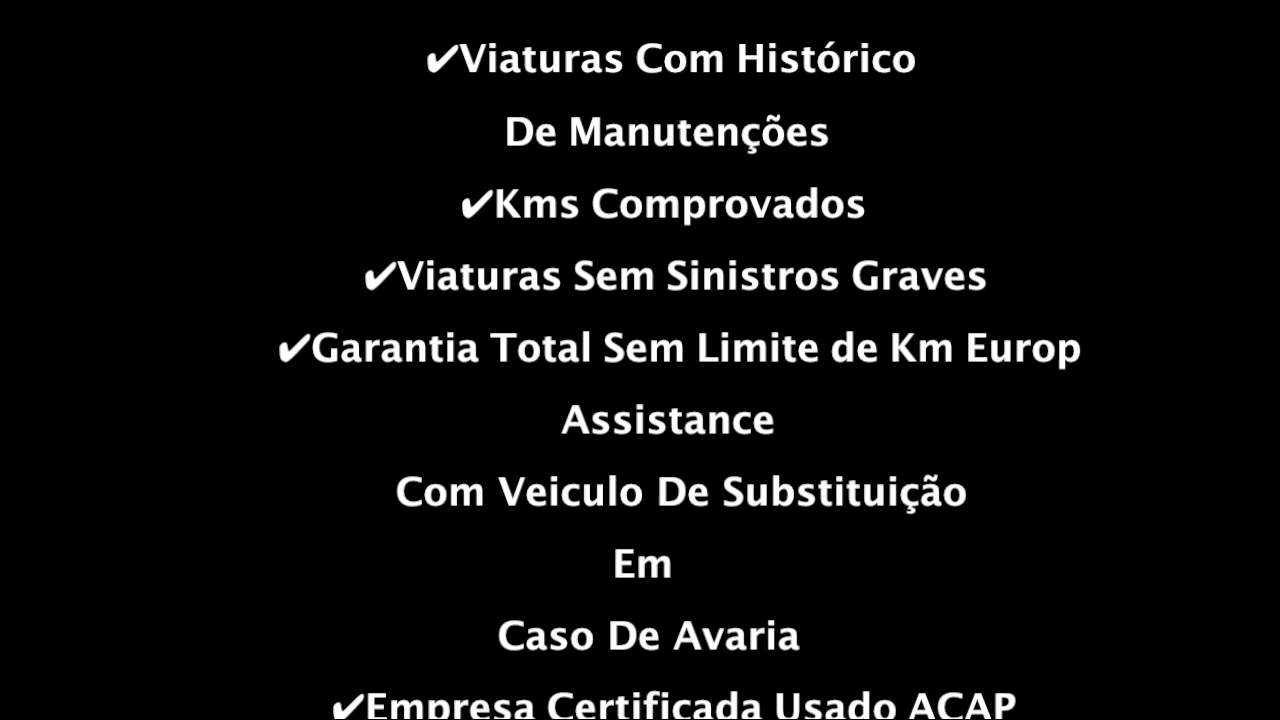 ✔Viaturas Com Histórico
De Manutenções
✔Kms Comprovados
✔Viaturas Sem Sinistros Graves
✔Garantia Total Sem Limite de Km Europ
Assistance
Com Veiculo De Substituição
Em
Caso De Avaria
✔Empresa Certificada Usado ACAP